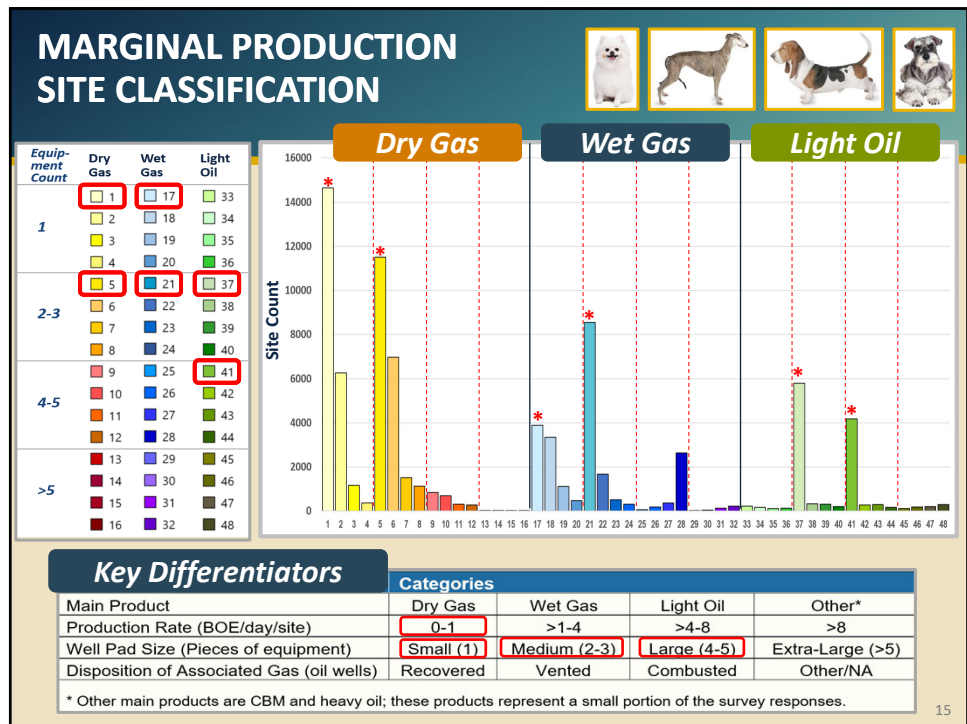 MARGINAL PRODUCTION
SITE CLASSIFICATION
Equip-
ment
Count
Dry
Gas
Wet
Gas
Light
Oil
1 17 33
1
2 18 34
3 19 35
4 20 36
5 21 37
2-3
6 22 38
7 23 39
8 24 40
9 25 41
4-5
10 26 42
11 27 43
12 28 44
13 29 45
>5
14 30 46
15 31 47
16 32 48
Dry Gas Wet Gas Light Oil
Site Count
16000
14000
12000
10000
8000
6000
4000
2000
0
* * * * * *
1 2 3 4 5 6 7 8 9 10 11 12 13 14 15 16 17 18 19 20 21 22 23 24 25 26 27 28 29 30 31 32 33 34 35 36 37 38 39 40 41 42 43 44 45 46 47 48
Key Differentiators
Categories
Main Product Dry Gas Wet Gas Light Oil Other*
Production Rate (BOE/day/site) 0-1 >1-4 >4-8 >8
Well Pad Size (Pieces of equipment) Small (1) Medium (2-3) Large (4-5) Extra-Large (>5)
Disposition of Associated Gas (oil wells) Recovered Vented Combusted Other/NA
* Other main products are CBM and heavy oil; these products represent a small portion of the survey responses.
15